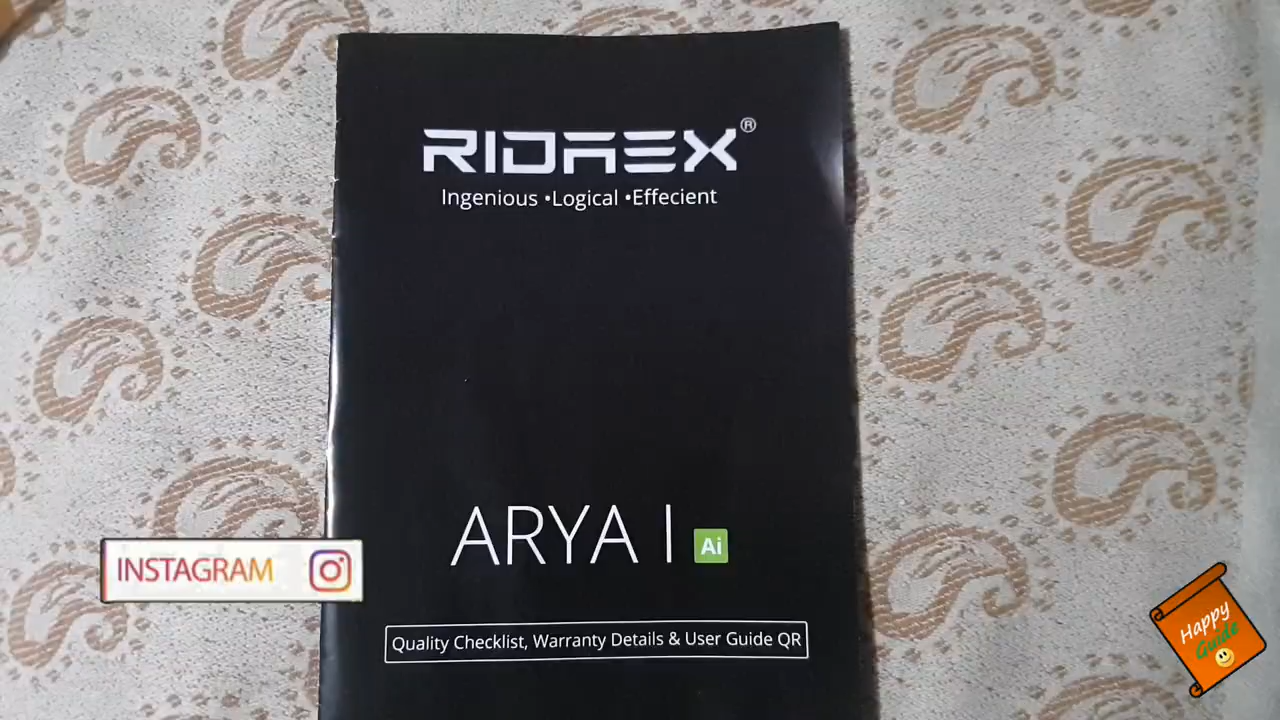 RIDAEX®
Ingenious •Logical •Effecient
ARYA I Ai
INSTAGRAM
Quality Checklist, Warranty Details & User Guide QR
Happy
Guide